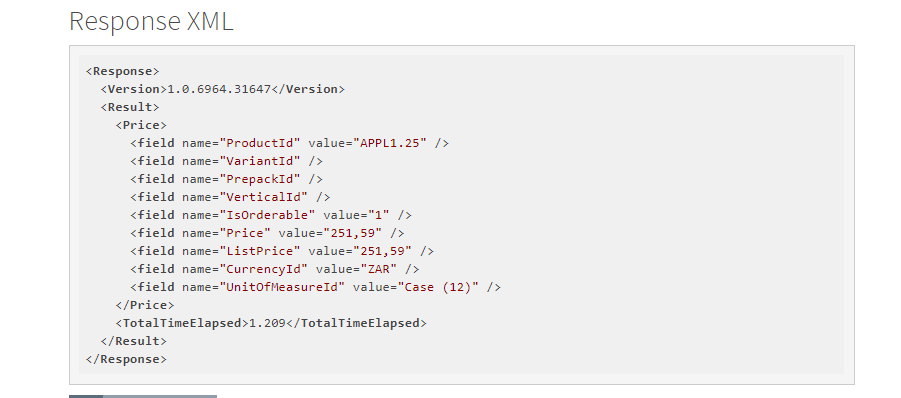 Response XML
<Response>
<Version>1.0.6964.31647</Version>
<Result>
<Price>
<field name="ProductId" value="APPL1.25" />
<field name="VariantId" />
<field name="PrepackId" />
<field name="VerticalId" />
<field name="IsOrderable" value="1" />
<field name="Price" value="251,59" />
<field name="ListPrice" value="251,59" />
<field name="CurrencyId" value="ZAR" />
<field name="UnitOfMeasureId" value="Case (12)" />
</Price>
<TotalTimeElapsed>1.209</TotalTimeElapsed>
</Result>
</Response>